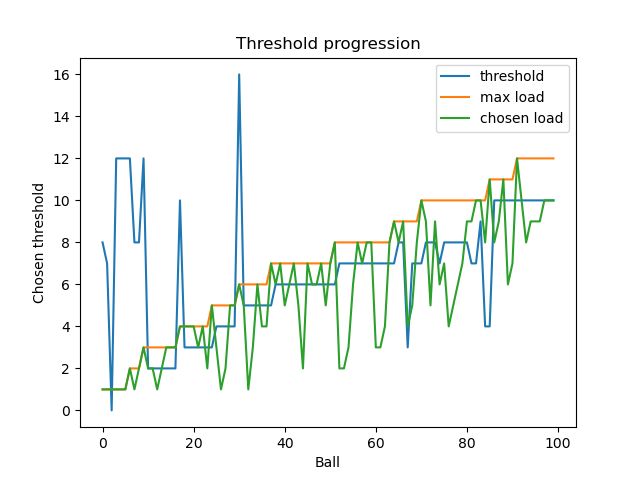 Threshold progression
threshold
max load
chosen load
Chosen threshold
16
14
12
10
8
6
4
2
0
0 20 40 60 80 100
Ball